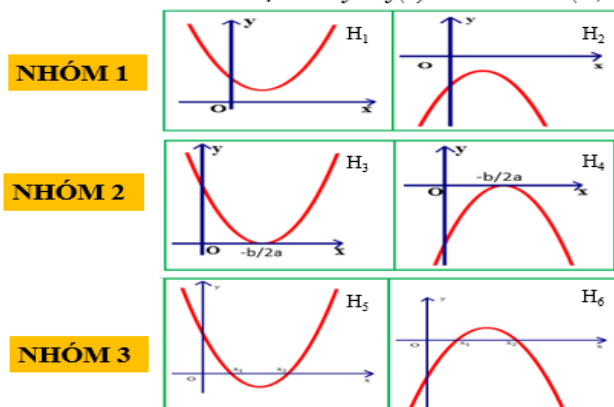 y H₁ y H₂
NHÓM 1
O x O x
y H₃ y H₄
NHÓM 2
-b/2a
O -b/2a x O x
y H₅ y H₆
NHÓM 3
O x₁ x₂ x O x₁ x₂ x